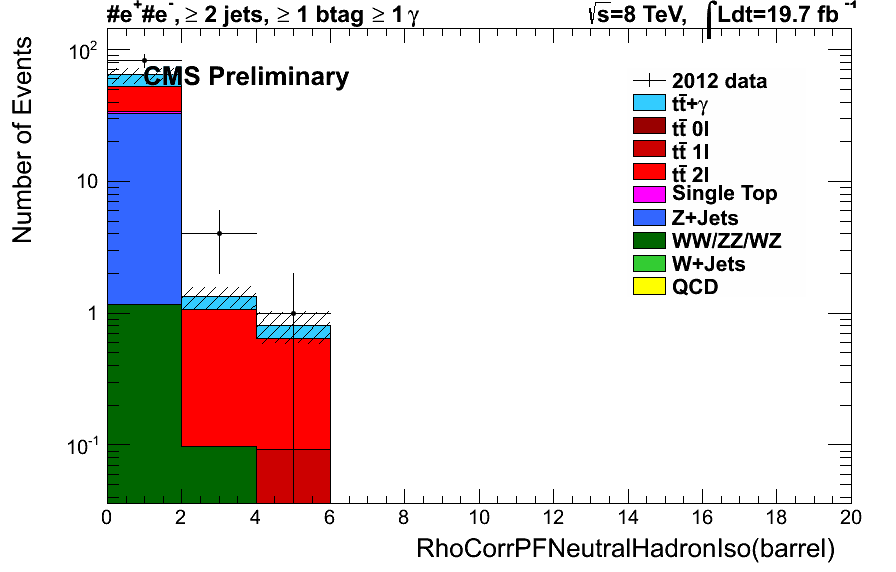 #e⁺#e⁻, ≥ 2 jets, ≥ 1 btag ≥ 1 γ
√s=8 TeV, ∫Ldt=19.7 fb⁻¹
CMS Preliminary
Number of Events
10²
10
1
10⁻¹
2012 data
tt̄+γ
tt̄ 0l
tt̄ 1l
tt̄ 2l
Single Top
Z+Jets
WW/ZZ/WZ
W+Jets
QCD
0 2 4 6 8 10 12 14 16 18 20
RhoCorrPFNeutralHadronIso(barrel)